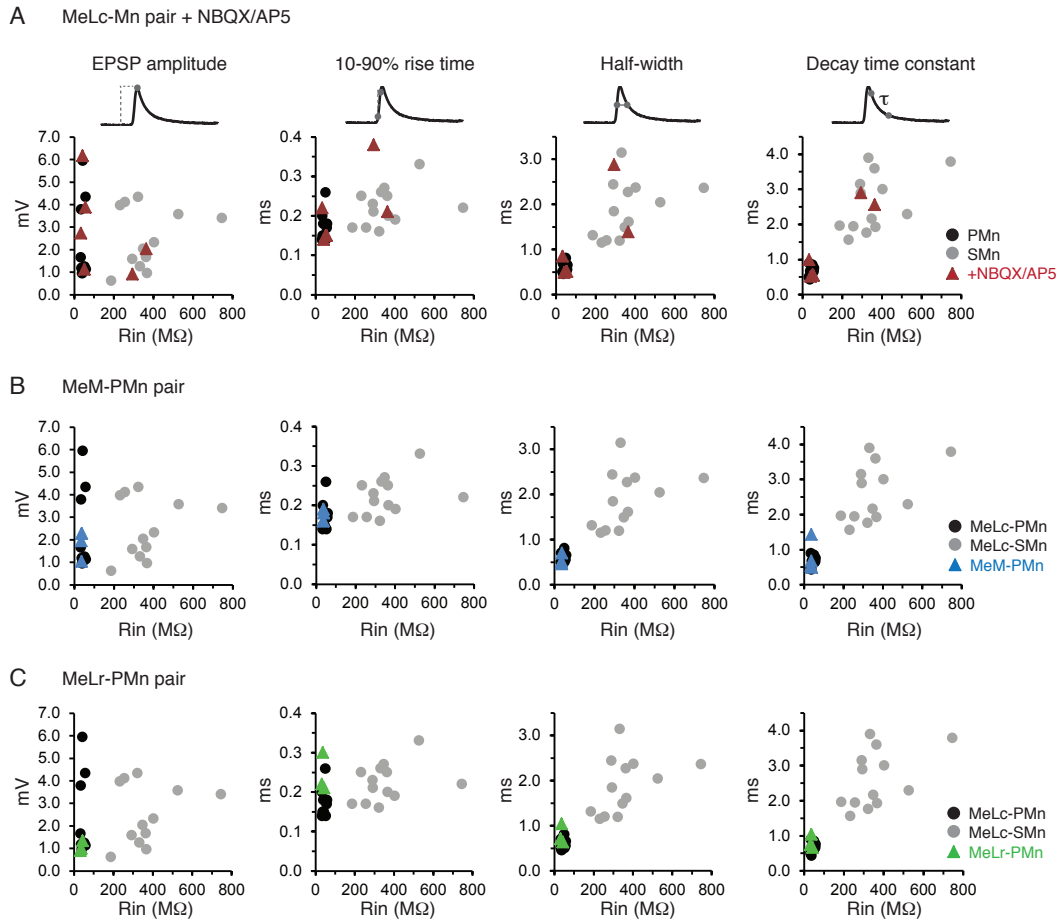 A MeLc-Mn pair + NBQX/AP5
EPSP amplitude 10-90% rise time Half-width Decay time constant
τ
7.0
6.0
5.0
4.0
3.0
2.0
1.0
0.0
mV
0 200 400 600 800
Rin (MΩ)
0.4
0.3
0.2
0.1
0.0
ms
0 200 400 600 800
Rin (MΩ)
3.0
2.0
1.0
0.0
ms
0 200 400 600 800
Rin (MΩ)
4.0
3.0
2.0
1.0
0.0
ms
0 200 400 600 800
Rin (MΩ)
PMn
SMn
+NBQX/AP5
B MeM-PMn pair
7.0
6.0
5.0
4.0
3.0
2.0
1.0
0.0
mV
0 200 400 600 800
Rin (MΩ)
0.4
0.3
0.2
0.1
0.0
ms
0 200 400 600 800
Rin (MΩ)
3.0
2.0
1.0
0.0
ms
0 200 400 600 800
Rin (MΩ)
4.0
3.0
2.0
1.0
0.0
ms
0 200 400 600 800
Rin (MΩ)
MeLc-PMn
MeLc-SMn
MeM-PMn
C MeLr-PMn pair
7.0
6.0
5.0
4.0
3.0
2.0
1.0
0.0
mV
0 200 400 600 800
Rin (MΩ)
0.4
0.3
0.2
0.1
0.0
ms
0 200 400 600 800
Rin (MΩ)
3.0
2.0
1.0
0.0
ms
0 200 400 600 800
Rin (MΩ)
4.0
3.0
2.0
1.0
0.0
ms
0 200 400 600 800
Rin (MΩ)
MeLc-PMn
MeLc-SMn
MeLr-PMn